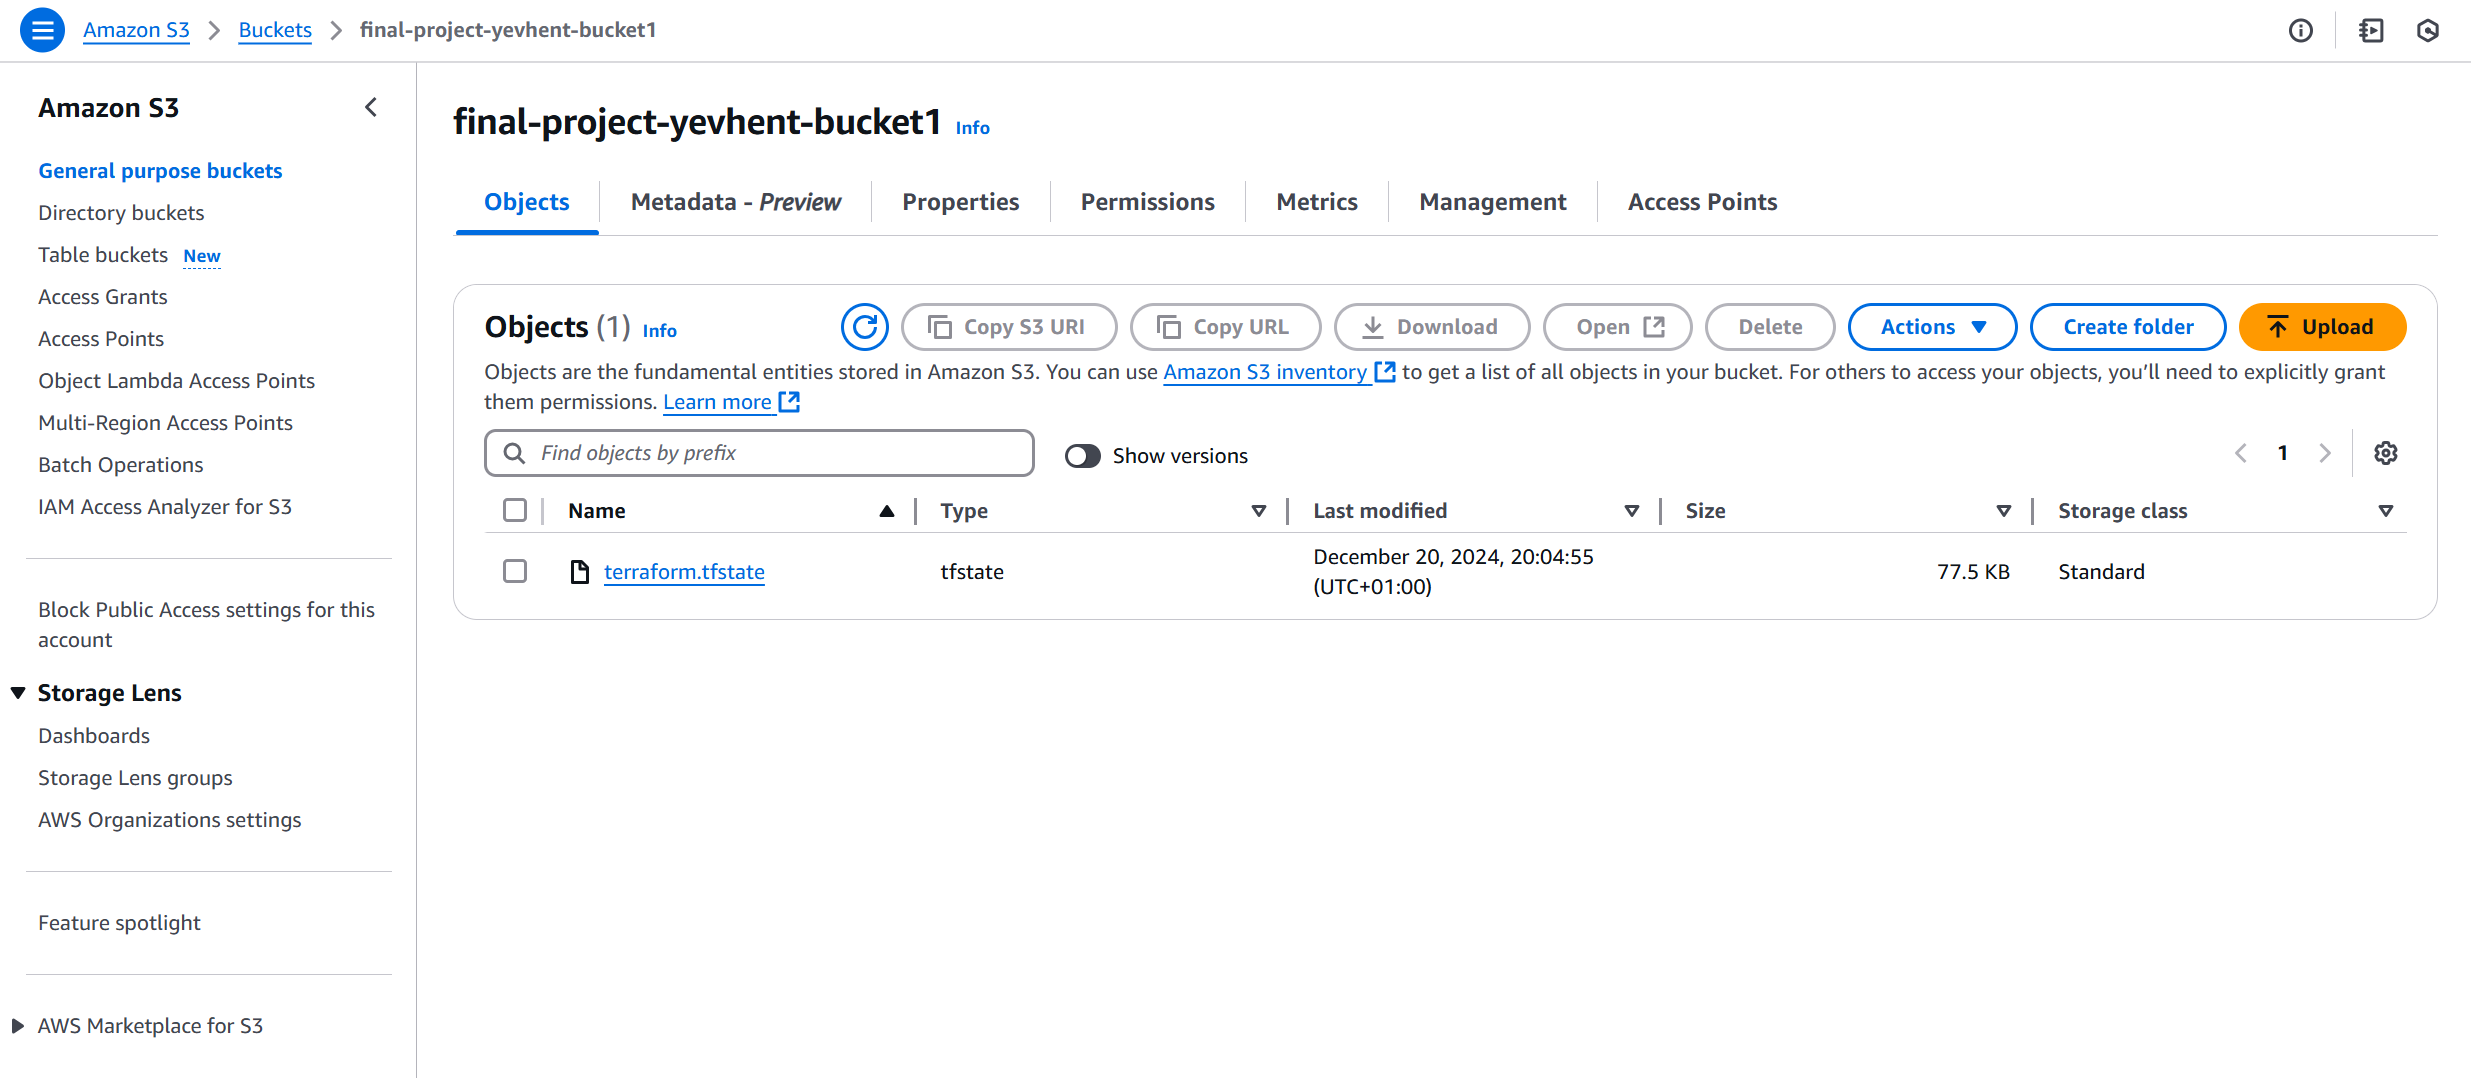 Amazon S3 > Buckets > final-project-yevhent-bucket1
Amazon S3
General purpose buckets
Directory buckets
Table buckets New
Access Grants
Access Points
Object Lambda Access Points
Multi-Region Access Points
Batch Operations
IAM Access Analyzer for S3
Block Public Access settings for this
account
Storage Lens
Dashboards
Storage Lens groups
AWS Organizations settings
Feature spotlight
AWS Marketplace for S3
final-project-yevhent-bucket1 Info
Objects Metadata - Preview Properties Permissions Metrics Management Access Points
Objects (1) Info Copy S3 URI Copy URL Download Open Delete Actions Create folder Upload
Objects are the fundamental entities stored in Amazon S3. You can use Amazon S3 inventory to get a list of all objects in your bucket. For others to access your objects, you’ll need to explicitly grant
them permissions. Learn more
Find objects by prefix Show versions 1
Name Type Last modified Size Storage class
terraform.tfstate tfstate December 20, 2024, 20:04:55 (UTC+01:00) 77.5 KB Standard